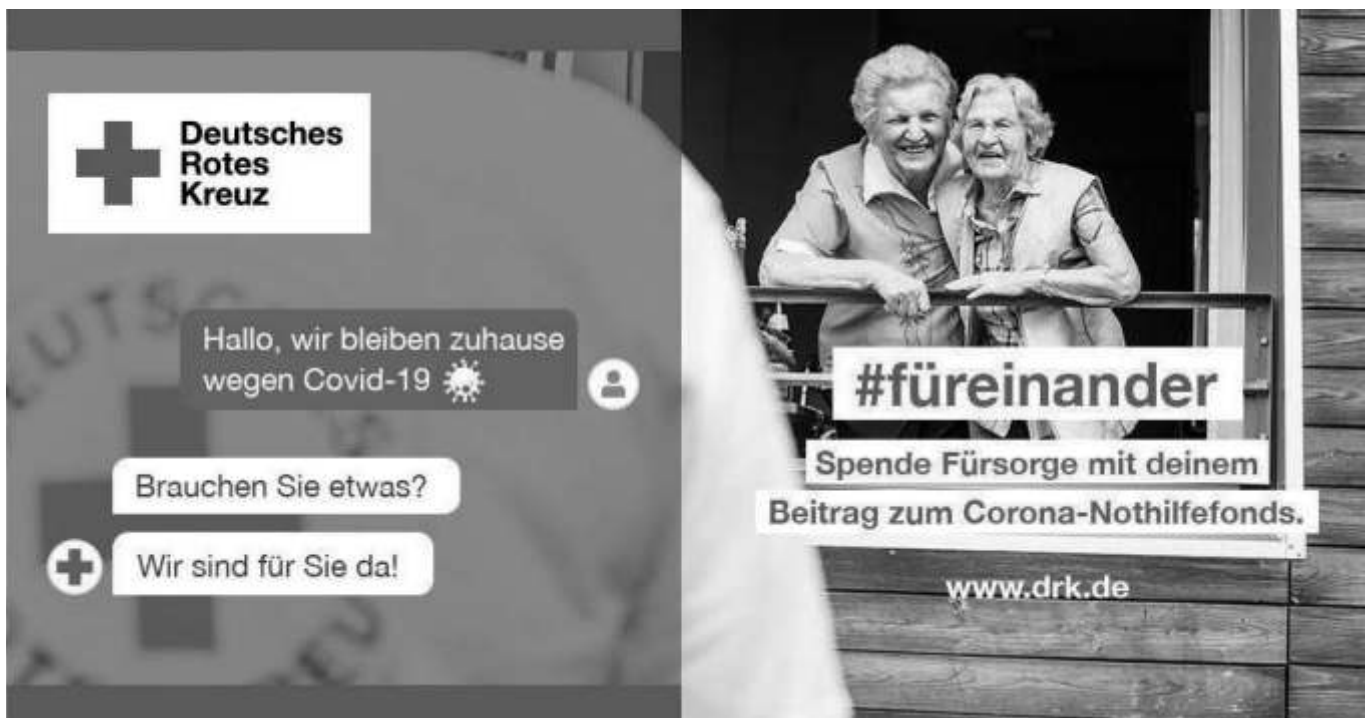 Deutsches
Rotes
Kreuz
Hallo, wir bleiben zuhause
wegen Covid-19
Brauchen Sie etwas?
Wir sind für Sie da!
#füreinander
Spende Fürsorge mit deinem
Beitrag zum Corona-Nothilfefonds.
www.drk.de